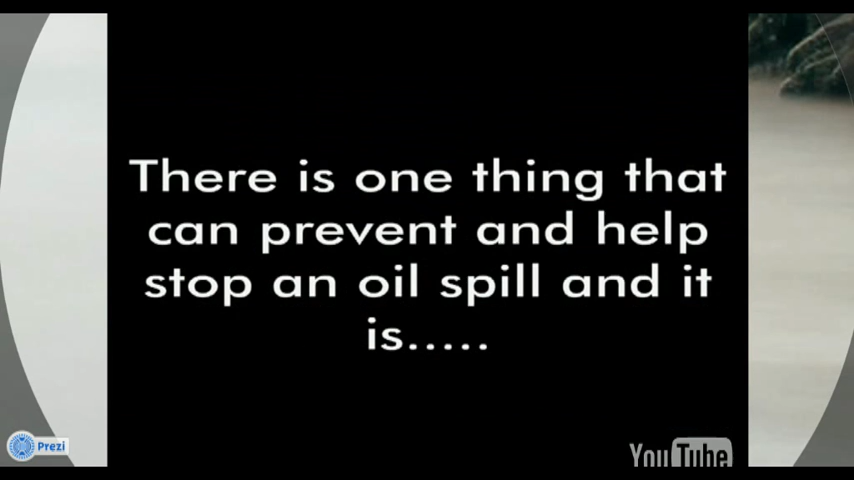 There is one thing that
can prevent and help
stop an oil spill and it
is.....
Prezi
YouTube